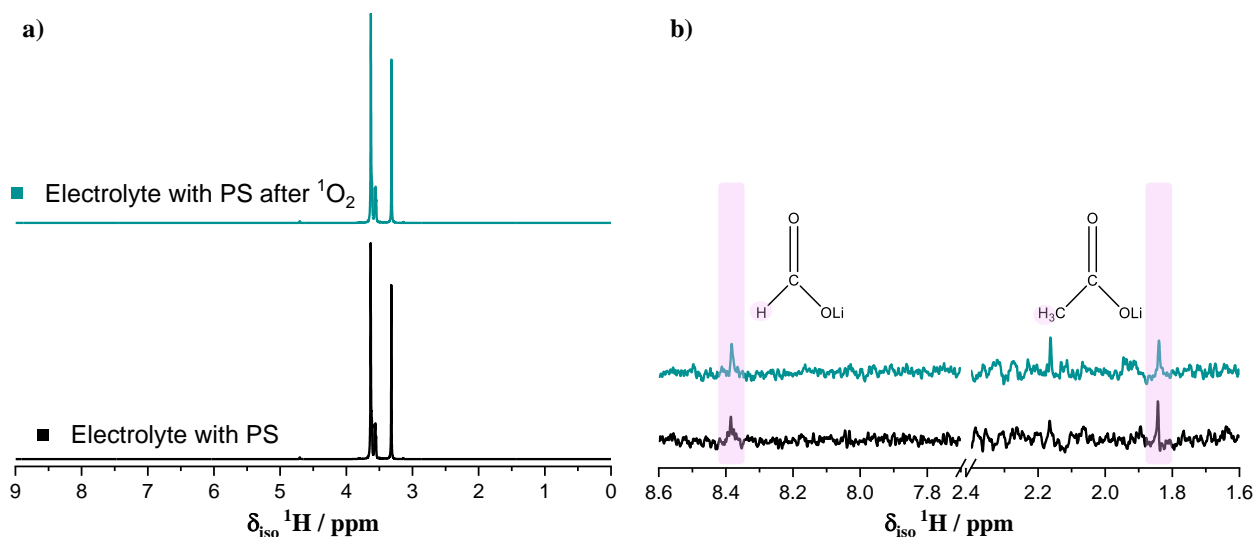 a)
Electrolyte with PS after ¹O₂
Electrolyte with PS
9 8 7 6 5 4 3 2 1 0
δiso ¹H / ppm
b)
O
C
H
OLi
O
C
H₃C
OLi
8.6 8.4 8.2 8.0 7.8 2.4 2.2 2.0 1.8 1.6
δiso ¹H / ppm